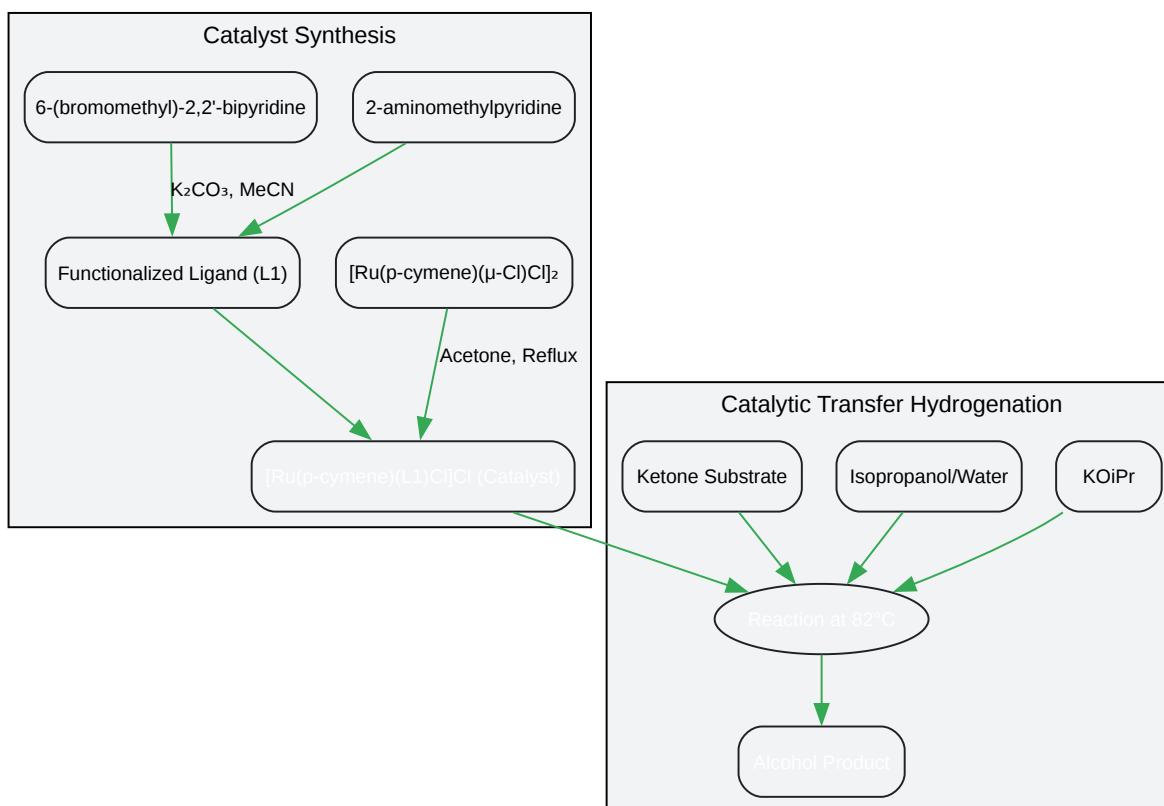 Catalyst Synthesis
6-(bromomethyl)-2,2'-bipyridine
2-aminomethylpyridine
K₂CO₃, MeCN
Functionalized Ligand (L1)
[Ru(p-cymene)(μ-Cl)Cl]₂
Acetone, Reflux
[Ru(p-cymene)(L1)Cl]Cl (Catalyst)
Catalytic Transfer Hydrogenation
Ketone Substrate
Isopropanol/Water
KOiPr
Reaction at 82°C
Alcohol Product